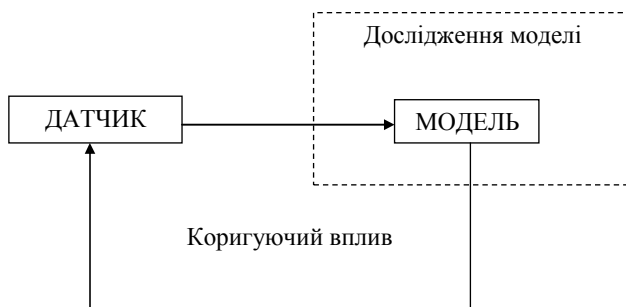 Дослідження моделі
ДАТЧИК
МОДЕЛЬ
Коригуючий вплив